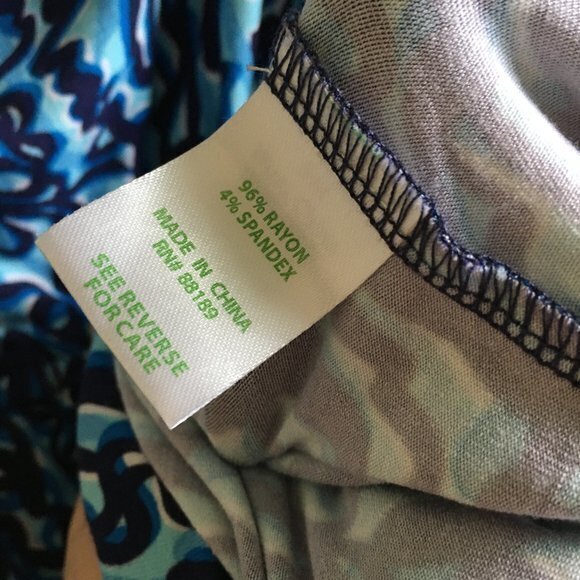 96% RAYON
4% SPANDEX
MADE IN CHINA
RN# 88189
SEE REVERSE
FOR CARE